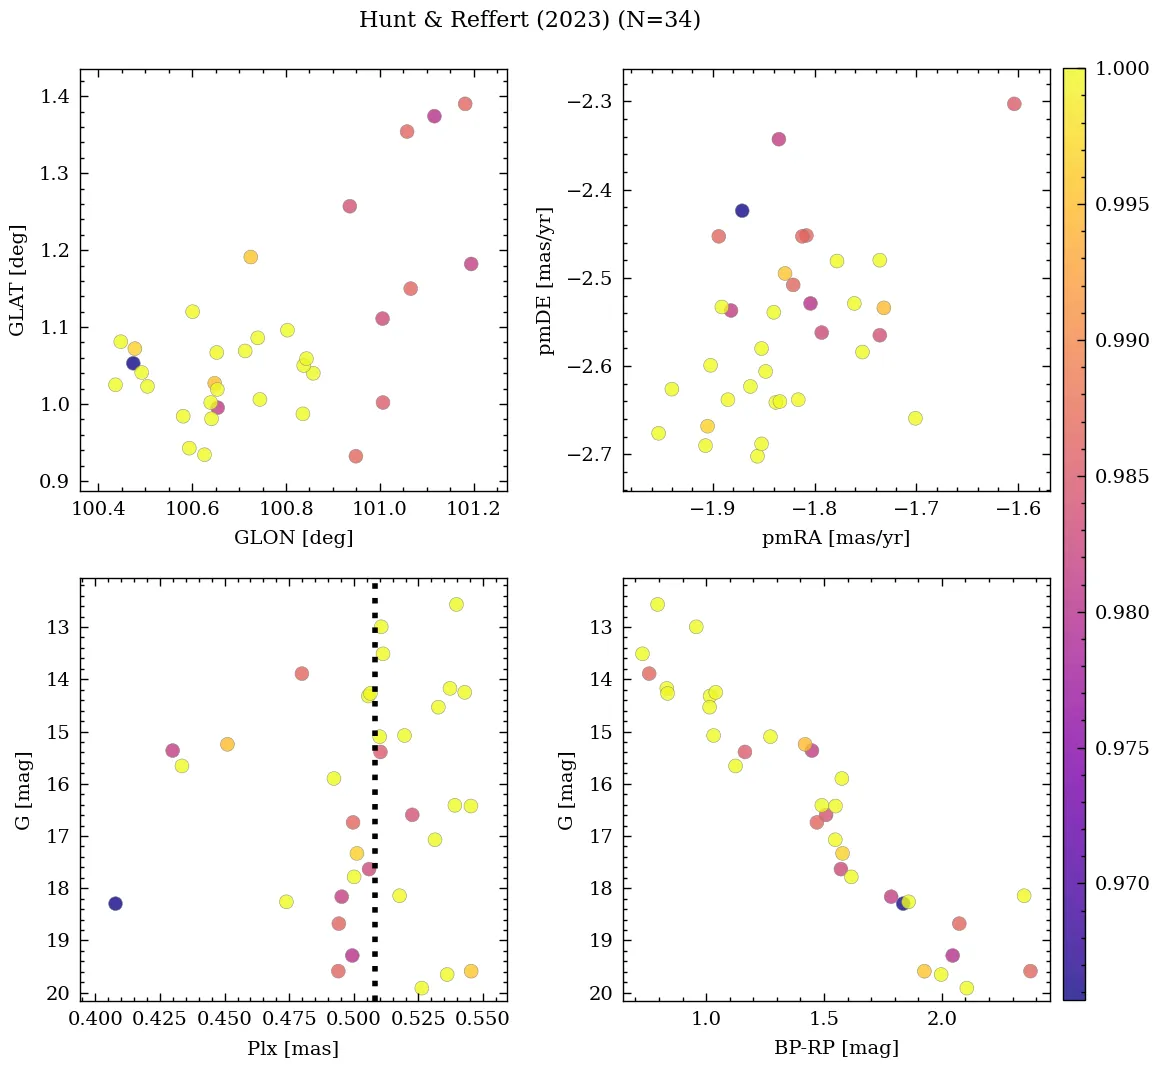 Hunt & Reffert (2023) (N=34)
1.4
1.3
1.2
1.1
1.0
0.9
GLAT [deg]
100.4 100.6 100.8 101.0 101.2
GLON [deg]
−2.3
−2.4
−2.5
−2.6
−2.7
pmDE [mas/yr]
−1.9 −1.8 −1.7 −1.6
pmRA [mas/yr]
1.000
0.995
0.990
0.985
0.980
0.975
0.970
13
14
15
16
17
18
19
20
G [mag]
0.400 0.425 0.450 0.475 0.500 0.525 0.550
Plx [mas]
13
14
15
16
17
18
19
20
G [mag]
1.0 1.5 2.0
BP-RP [mag]